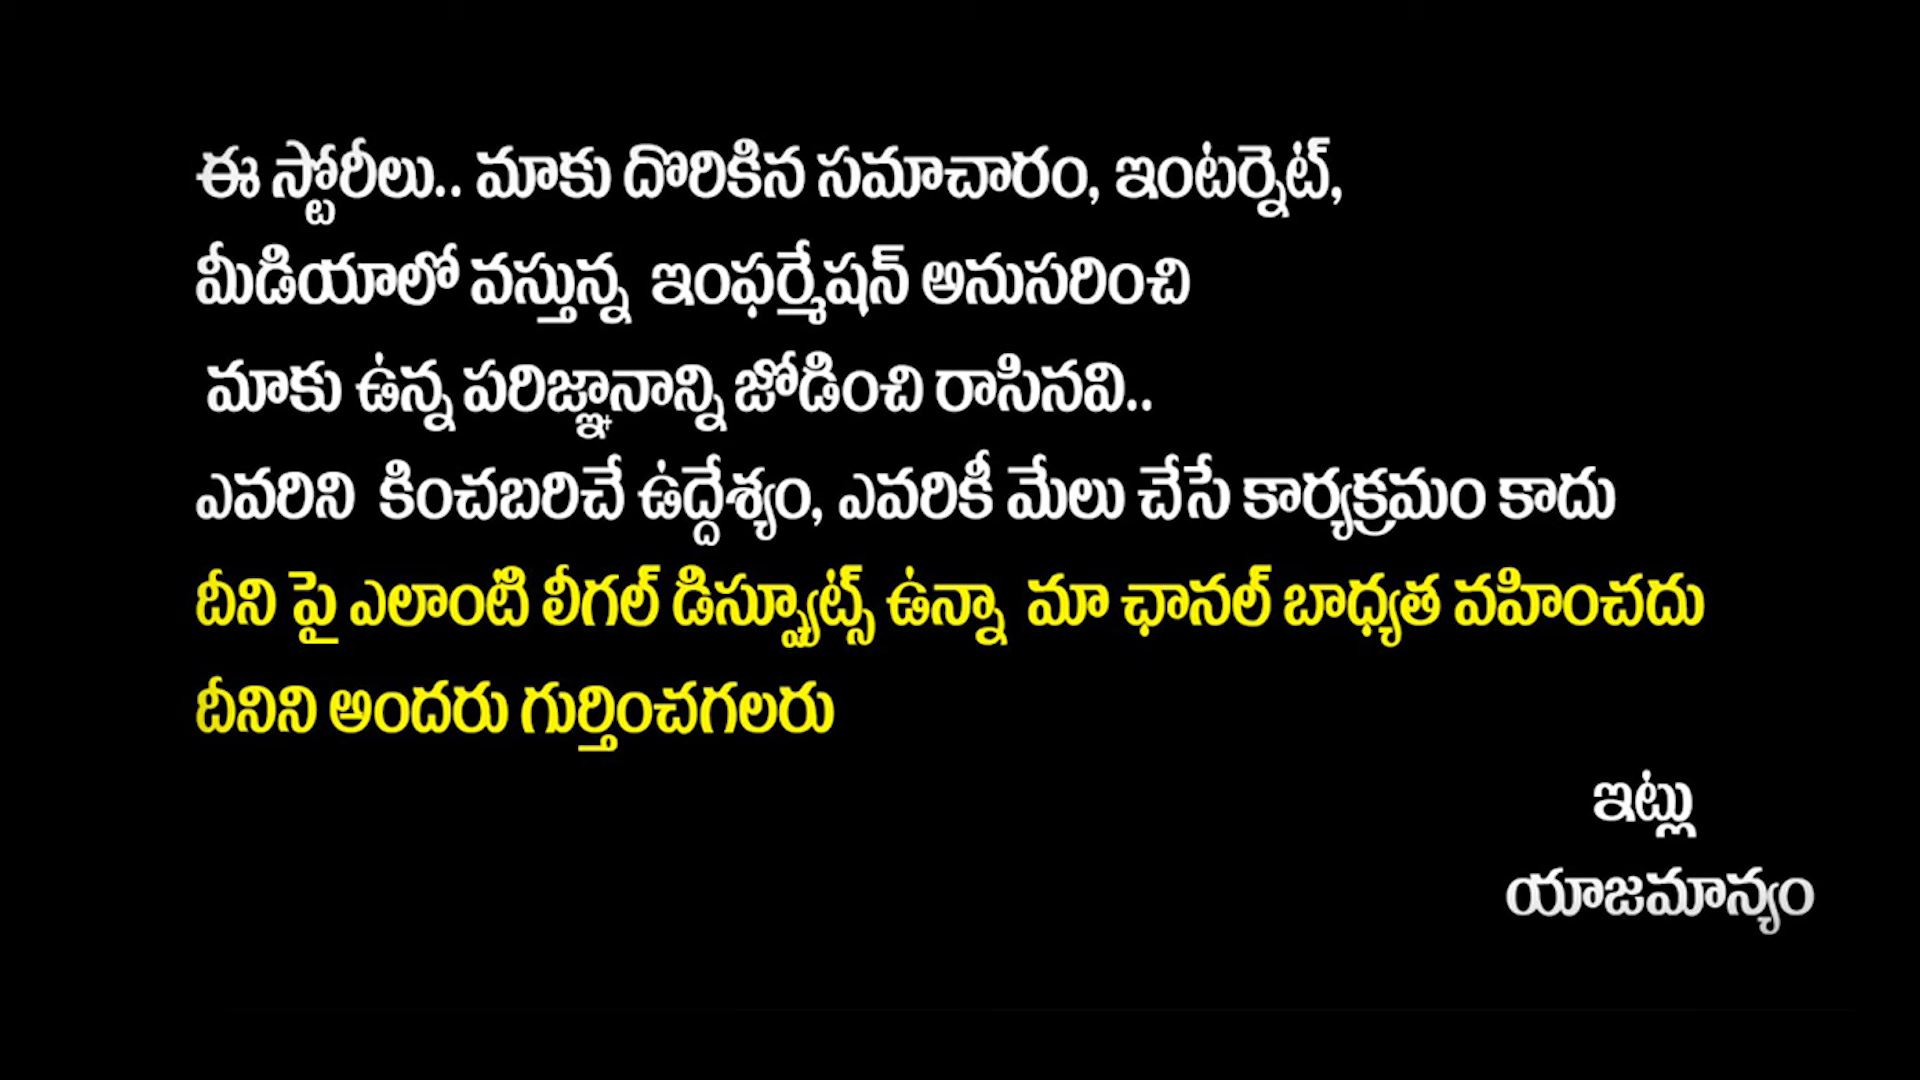 ఈ స్టోరీలు.. మాకు దొరికిన సమాచారం, ఇంటర్నెట్,
మీడియాలో వస్తున్న ఇంఫర్మేషన్ అనుసరించి
మాకు ఉన్న పరిజ్ఞానాన్ని జోడించి రాసినవి..
ఎవరిని కించబరిచే ఉద్దేశ్యం, ఎవరికీ మేలు చేసే కార్యక్రమం కాదు
దీని పై ఎలాంటి లీగల్ డిస్ప్యూట్స్ ఉన్నా మా ఛానల్ బాధ్యత వహించదు
దీనిని అందరు గుర్తించగలరు
ఇట్లు
యాజమాన్యం